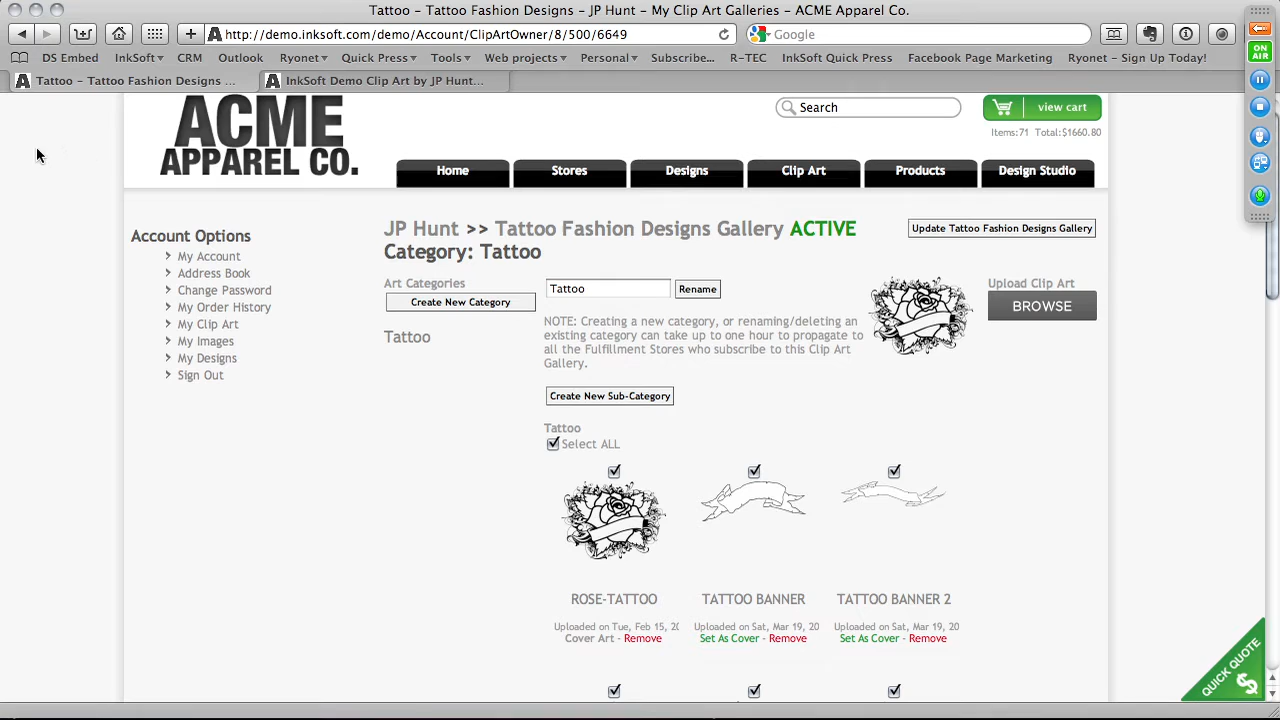 Tattoo – Tattoo Fashion Designs – JP Hunt – My Clip Art Galleries – ACME Apparel Co.
http://demo.inksoft.com/demo/Account/ClipArtOwner/81500/6649
Google
DS Embed InkSoft CRM Outlook Ryonet Quick Press Tools Web projects Personal Subscribe... R-TEC InkSoft Quick Press Facebook Page Marketing Ryonet – Sign Up Today!
Tattoo – Tattoo Fashion Designs ... InkSoft Demo Clip Art by JP Hunt...
ON AIR
ACME
APPAREL CO.
Search
view cart
Items:71 Total:$1660.80
Home Stores Designs Clip Art Products Design Studio
Account Options
My Account
Address Book
Change Password
My Order History
My Clip Art
My Images
My Designs
Sign Out
JP Hunt >> Tattoo Fashion Designs Gallery ACTIVE
Category: Tattoo
Update Tattoo Fashion Designs Gallery
Art Categories
Create New Category
Tattoo
Tattoo Rename
NOTE: Creating a new category, or renaming/deleting an
existing category can take up to one hour to propagate to
all the Fulfillment Stores who subscribe to this Clip Art
Gallery.
Upload Clip Art
BROWSE
Create New Sub-Category
Tattoo
Select ALL
ROSE-TATTOO TATTOO BANNER TATTOO BANNER 2
Uploaded on Tue, Feb 15, 20 Uploaded on Sat, Mar 19, 20 Uploaded on Sat, Mar 19, 20
Cover Art - Remove Set As Cover - Remove Set As Cover - Remove
QUICK QUOTE
$